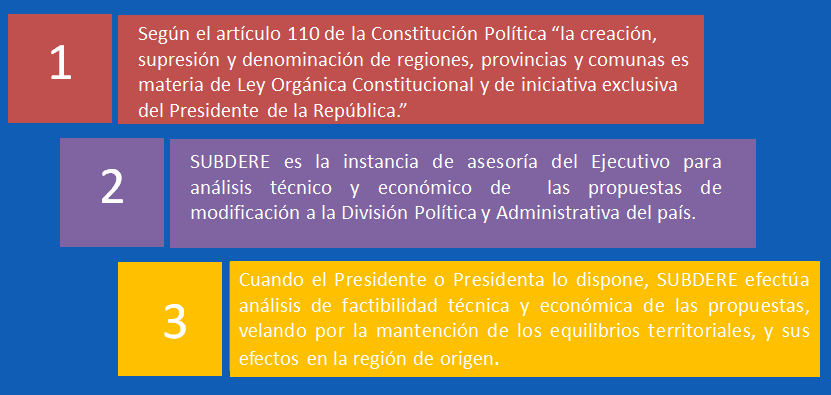 1
Según el artículo 110 de la Constitución Política “la creación,
supresión y denominación de regiones, provincias y comunas es
materia de Ley Orgánica Constitucional y de iniciativa exclusiva
del Presidente de la República.”
2
SUBDERE es la instancia de asesoría del Ejecutivo para
análisis técnico y económico de las propuestas de
modificación a la División Política y Administrativa del país.
3
Cuando el Presidente o Presidenta lo dispone, SUBDERE efectúa
análisis de factibilidad técnica y económica de las propuestas,
velando por la mantención de los equilibrios territoriales, y sus
efectos en la región de origen.